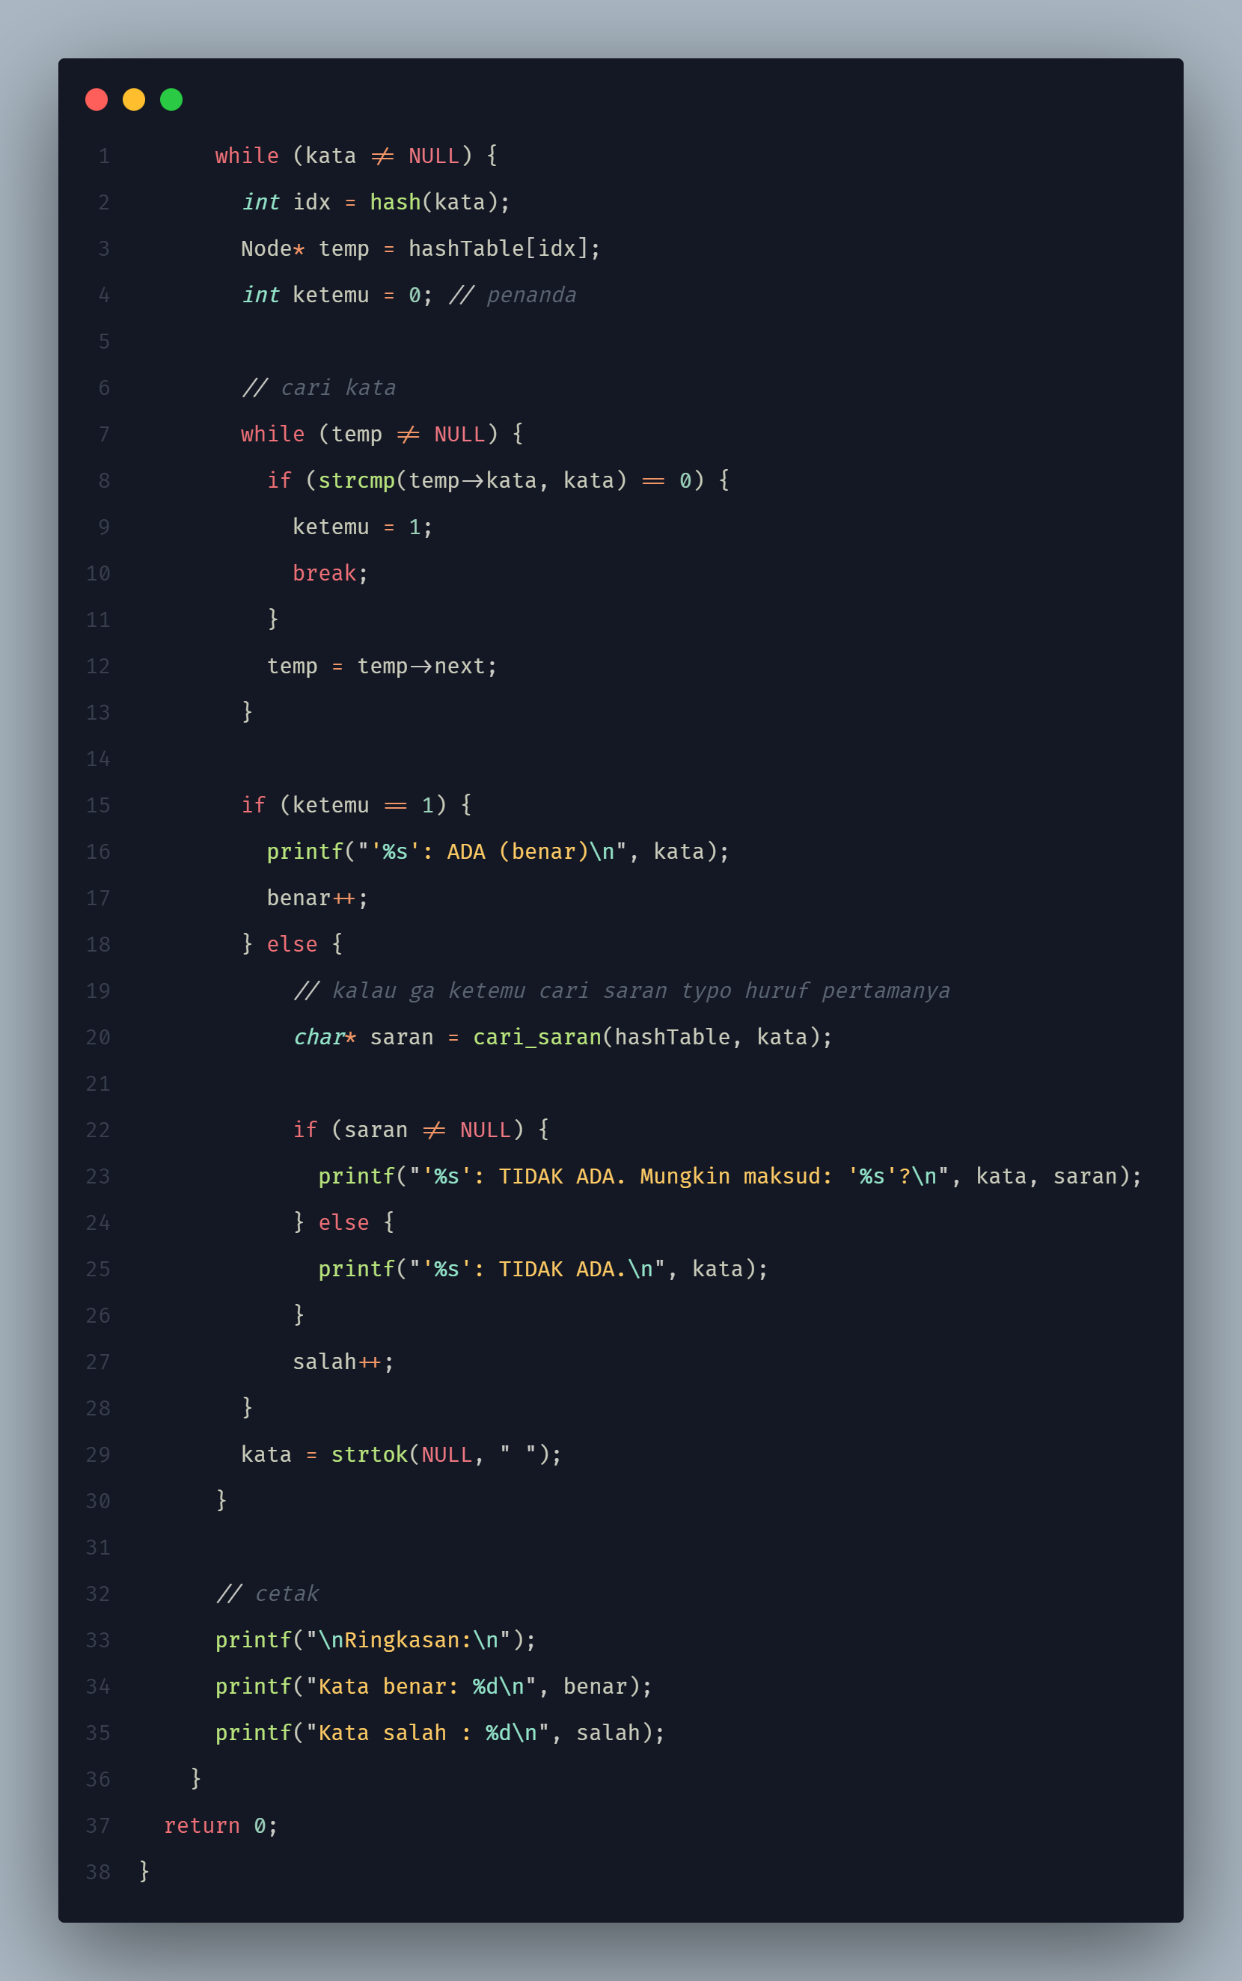 1 while (kata != NULL) {
2 int idx = hash(kata);
3 Node* temp = hashTable[idx];
4 int ketemu = 0; // penanda
5
6 // cari kata
7 while (temp != NULL) {
8 if (strcmp(temp->kata, kata) == 0) {
9 ketemu = 1;
10 break;
11 }
12 temp = temp->next;
13 }
14
15 if (ketemu == 1) {
16 printf("'%s': ADA (benar)\n", kata);
17 benar++;
18 } else {
19 // kalau ga ketemu cari saran typo huruf pertamanya
20 char* saran = cari_saran(hashTable, kata);
21
22 if (saran != NULL) {
23 printf("'%s': TIDAK ADA. Mungkin maksud: '%s'?\n", kata, saran);
24 } else {
25 printf("'%s': TIDAK ADA.\n", kata);
26 }
27 salah++;
28 }
29 kata = strtok(NULL, " ");
30 }
31
32 // cetak
33 printf("\nRingkasan:\n");
34 printf("Kata benar: %d\n", benar);
35 printf("Kata salah : %d\n", salah);
36 }
37 return 0;
38 }